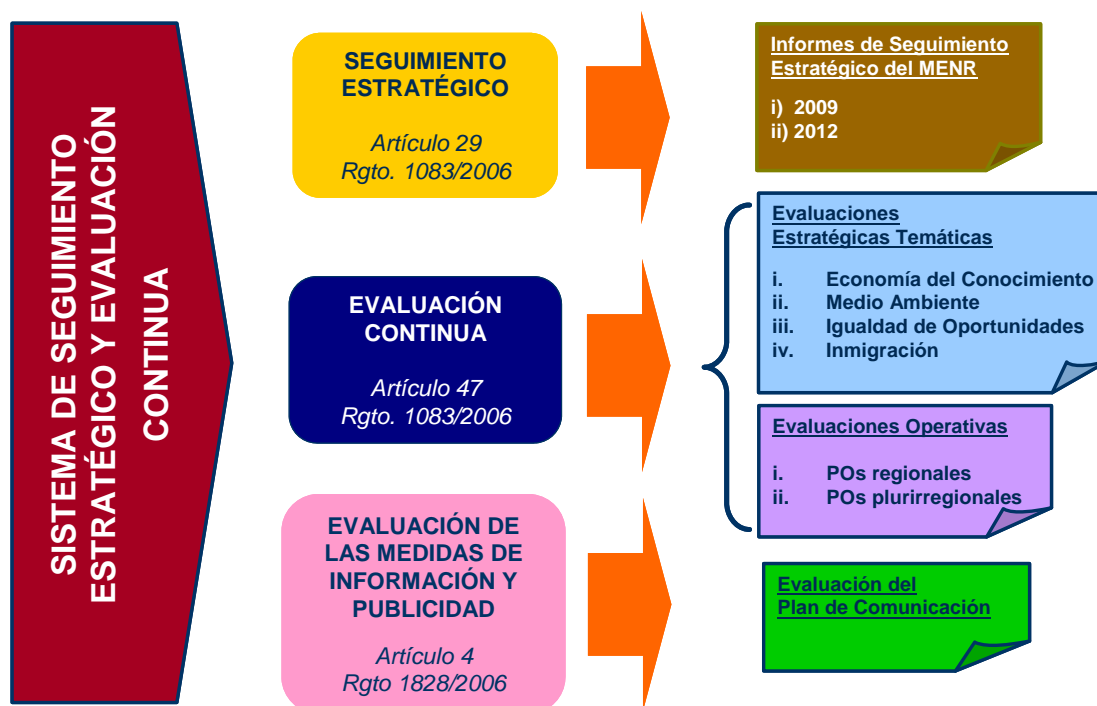 SISTEMA DE SEGUIMIENTO
ESTRATÉGICO Y EVALUACIÓN
CONTINUA
SEGUIMIENTO
ESTRATÉGICO
Artículo 29
Rgto. 1083/2006
Informes de Seguimiento
Estratégico del MENR
i) 2009
ii) 2012
EVALUACIÓN
CONTINUA
Artículo 47
Rgto. 1083/2006
Evaluaciones
Estratégicas Temáticas
i. Economía del Conocimiento
ii. Medio Ambiente
iii. Igualdad de Oportunidades
iv. Inmigración
Evaluaciones Operativas
i. POs regionales
ii. POs plurirregionales
EVALUACIÓN DE
LAS MEDIDAS DE
INFORMACIÓN Y
PUBLICIDAD
Artículo 4
Rgto 1828/2006
Evaluación del
Plan de Comunicación